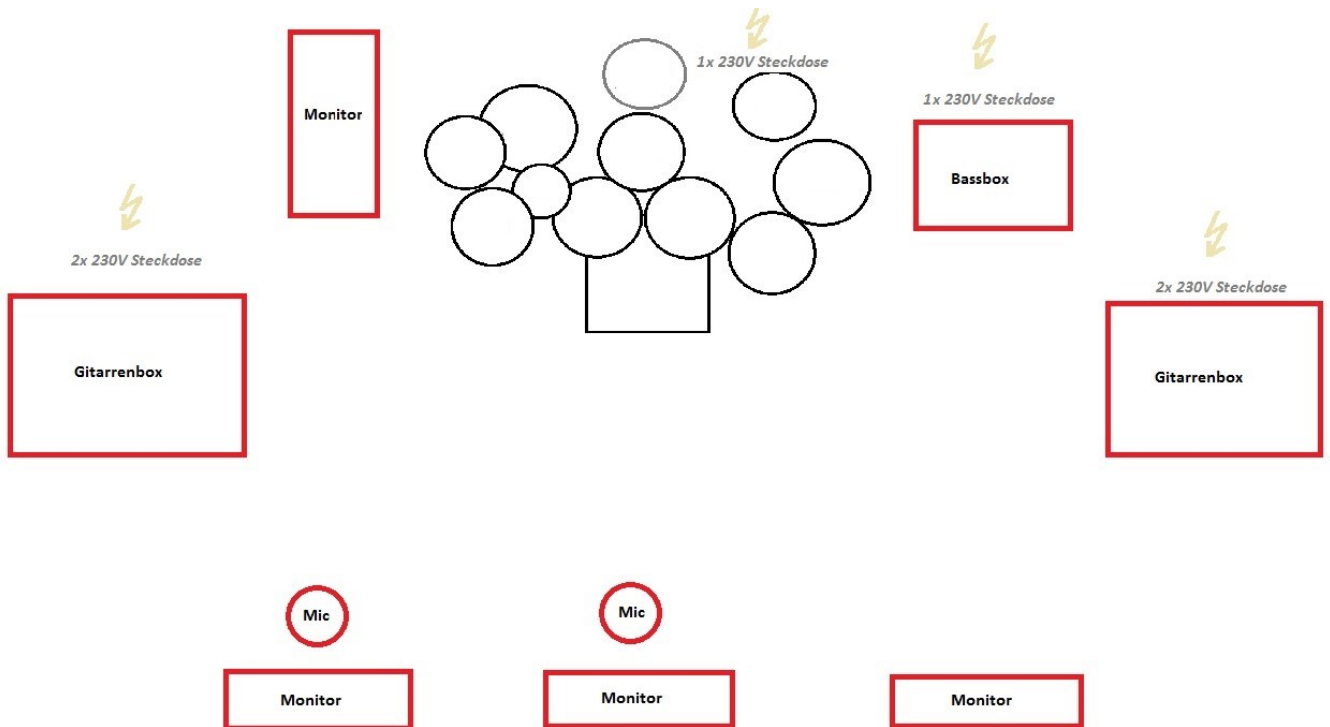 1x 230V Steckdose
1x 230V Steckdose
Monitor
Bassbox
2x 230V Steckdose
2x 230V Steckdose
Gitarrenbox
Gitarrenbox
Mic
Mic
Monitor
Monitor
Monitor